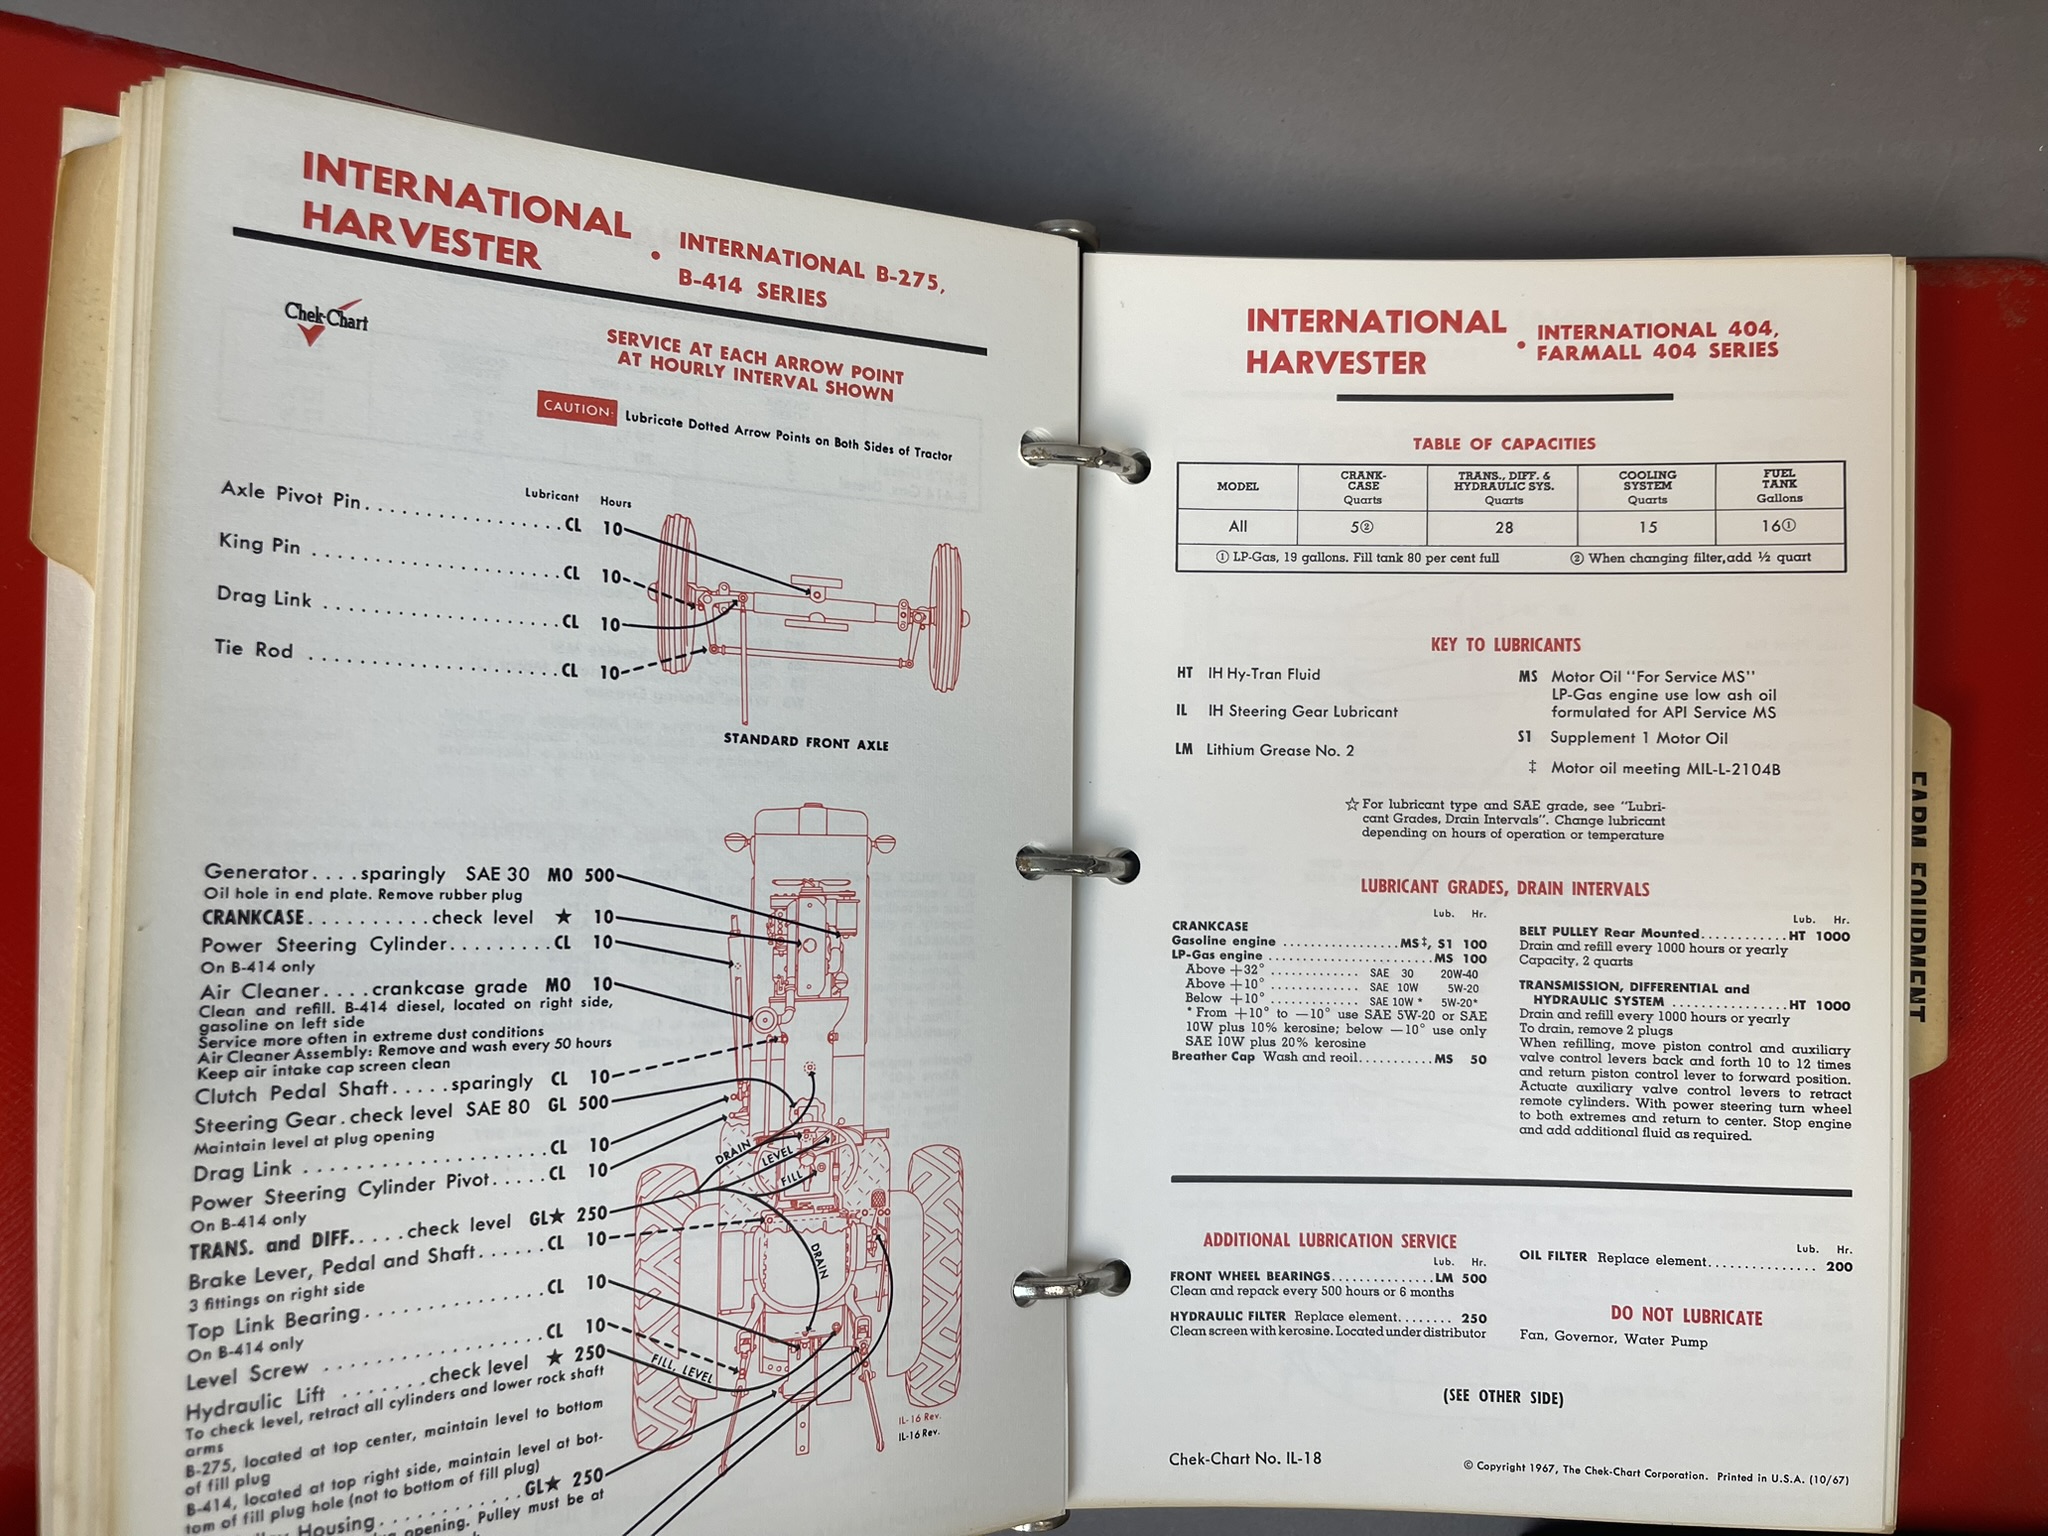 INTERNATIONAL
HARVESTER
• INTERNATIONAL B-275,
B-414 SERIES
Chek-Chart
SERVICE AT EACH ARROW POINT
AT HOURLY INTERVAL SHOWN
CAUTION: Lubricate Dotted Arrow Points on Both Sides of Tractor
Lubricant Hours
Axle Pivot Pin................CL 10
King Pin ................CL 10
Drag Link ................CL 10
Tie Rod ................CL 10
STANDARD FRONT AXLE
Generator....sparingly SAE 30 MO 500
Oil hole in end plate. Remove rubber plug
CRANKCASE..........check level ★ 10
Power Steering Cylinder.........CL 10
On B-414 only
Air Cleaner....crankcase grade MO 10
Clean and refill. B-414 diesel, located on right side,
gasoline on left side
Service more often in extreme dust conditions
Air Cleaner Assembly: Remove and wash every 50 hours
Keep air intake cap screen clean
Clutch Pedal Shaft.....sparingly CL 10
Steering Gear.check level SAE 80 GL 500
Maintain level at plug opening
Drag Link ....................CL 10
Power Steering Cylinder Pivot.....CL 10
On B-414 only
TRANS. and DIFF.....check level GL★ 250
Brake Lever, Pedal and Shaft......CL 10
3 fittings on right side
Top Link Bearing...............CL 10
On B-414 only
Level Screw ..................CL 10
Hydraulic Lift .......check level ★ 250
To check level, retract all cylinders and lower rock shaft
arms
B-275, located at top center, maintain level to bottom
of fill plug
B-414, located at top right side, maintain level at bot-
tom of fill plug hole (not to bottom of fill plug)
Housing............GL★ 250
opening. Pulley must be at
DRAIN
LEVEL
FILL
DRAIN
FILL, LEVEL
IL-16 Rev.
IL-16 Rev.
INTERNATIONAL
HARVESTER
• INTERNATIONAL 404,
FARMALL 404 SERIES
TABLE OF CAPACITIES
MODEL CRANK-CASE Quarts TRANS., DIFF. & HYDRAULIC SYS. Quarts COOLING SYSTEM Quarts FUEL TANK Gallons
All 5② 28 15 16①
① LP-Gas, 19 gallons. Fill tank 80 per cent full ② When changing filter, add ½ quart
KEY TO LUBRICANTS
HT IH Hy-Tran Fluid
IL IH Steering Gear Lubricant
LM Lithium Grease No. 2
MS Motor Oil "For Service MS"
LP-Gas engine use low ash oil
formulated for API Service MS
S1 Supplement 1 Motor Oil
‡ Motor oil meeting MIL-L-2104B
☆ For lubricant type and SAE grade, see "Lubri-
cant Grades, Drain Intervals". Change lubricant
depending on hours of operation or temperature
LUBRICANT GRADES, DRAIN INTERVALS
Lub. Hr.
CRANKCASE
Gasoline engine ................MS‡, S1 100
LP-Gas engine .......................MS 100
Above +32° ............ SAE 30 20W-40
Above +10° ............ SAE 10W 5W-20
Below +10° ............ SAE 10W * 5W-20*
* From +10° to −10° use SAE 5W-20 or SAE
10W plus 10% kerosine; below −10° use only
SAE 10W plus 20% kerosine
Breather Cap Wash and reoil..........MS 50
Lub. Hr.
BELT PULLEY Rear Mounted..........HT 1000
Drain and refill every 1000 hours or yearly
Capacity, 2 quarts
TRANSMISSION, DIFFERENTIAL and
HYDRAULIC SYSTEM ................HT 1000
Drain and refill every 1000 hours or yearly
To drain, remove 2 plugs
When refilling, move piston control and auxiliary
valve control levers back and forth 10 to 12 times
and return piston control lever to forward position.
Actuate auxiliary valve control levers to retract
remote cylinders. With power steering turn wheel
to both extremes and return to center. Stop engine
and add additional fluid as required.
ADDITIONAL LUBRICATION SERVICE
Lub. Hr.
FRONT WHEEL BEARINGS..............LM 500
Clean and repack every 500 hours or 6 months
HYDRAULIC FILTER Replace element........ 250
Clean screen with kerosine. Located under distributor
Lub. Hr.
OIL FILTER Replace element.............. 200
DO NOT LUBRICATE
Fan, Governor, Water Pump
(SEE OTHER SIDE)
Chek-Chart No. IL-18
© Copyright 1967, The Chek-Chart Corporation. Printed in U.S.A. (10/67)
FARM EQUIPMENT